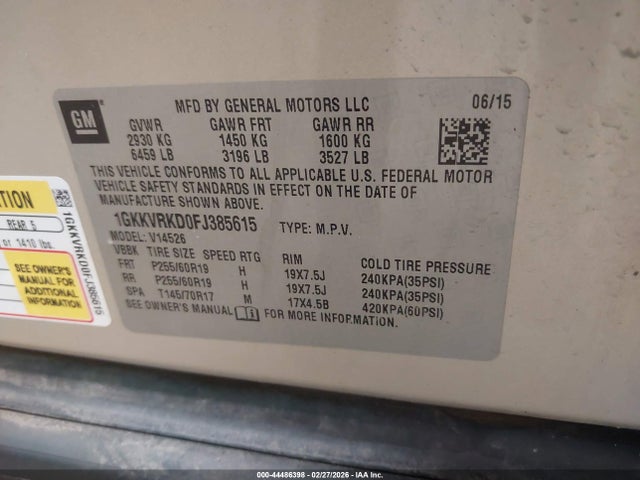 GM
MFD BY GENERAL MOTORS LLC 06/15
GVWR GAWR FRT GAWR RR
2930 KG 1450 KG 1600 KG
6459 LB 3196 LB 3527 LB
THIS VEHICLE CONFORMS TO ALL APPLICABLE U.S. FEDERAL MOTOR
VEHICLE SAFETY STANDARDS IN EFFECT ON THE DATE OF
MANUFACTURE SHOWN ABOVE.
1GKKVRKD0FJ385615 TYPE: M.P.V.
MODEL: V14526
VBBK TIRE SIZE SPEED RTG RIM COLD TIRE PRESSURE
FRT P255/60R19 H 19X7.5J 240KPA(35PSI)
RR P255/60R19 H 19X7.5J 240KPA(35PSI)
SPA T145/70R17 M 17X4.5B 420KPA(60PSI)
SEE OWNER'S MANUAL FOR MORE INFORMATION.
REAR 5
or 1410 lbs.
SEE OWNER'S
MANUAL FOR
ADDITIONAL
INFORMATION
1GKKVRKD0FJ385615
000-44486398 - 02/27/2026 - IAA Inc.